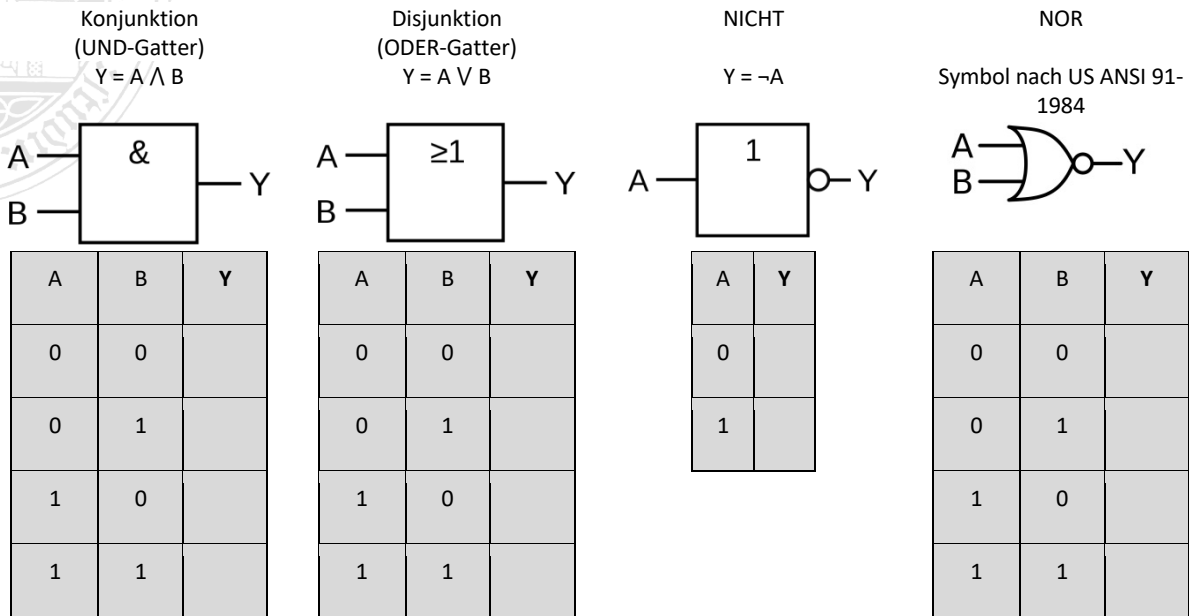 Konjunktion
(UND-Gatter)
Y = A ⋀ B
A
B
&
Y
A B Y
0 0
0 1
1 0
1 1
Disjunktion
(ODER-Gatter)
Y = A ⋁ B
A
B
≥1
Y
A B Y
0 0
0 1
1 0
1 1
NICHT
Y = ¬A
A
1
Y
A Y
0
1
NOR
Symbol nach US ANSI 91-
1984
A
B
Y
A B Y
0 0
0 1
1 0
1 1